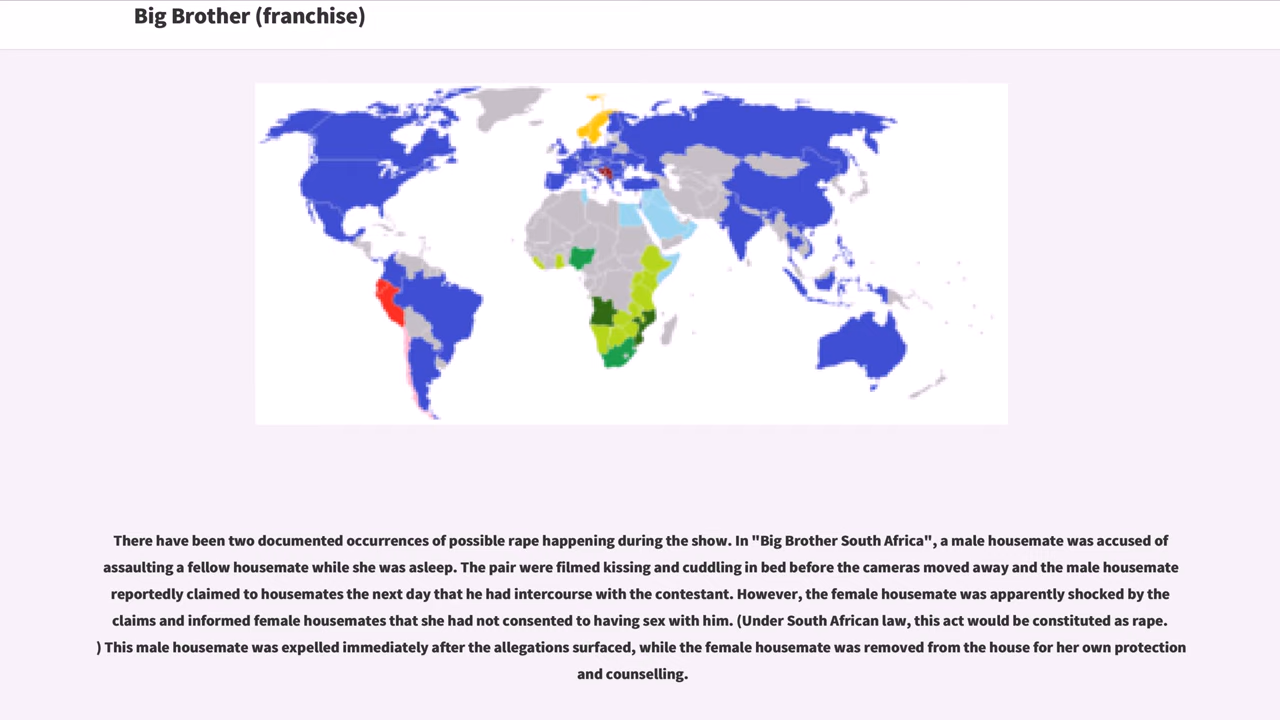 Big Brother (franchise)
There have been two documented occurrences of possible rape happening during the show. In "Big Brother South Africa", a male housemate was accused of
assaulting a fellow housemate while she was asleep. The pair were filmed kissing and cuddling in bed before the cameras moved away and the male housemate
reportedly claimed to housemates the next day that he had intercourse with the contestant. However, the female housemate was apparently shocked by the
claims and informed female housemates that she had not consented to having sex with him. (Under South African law, this act would be constituted as rape.
) This male housemate was expelled immediately after the allegations surfaced, while the female housemate was removed from the house for her own protection
and counselling.